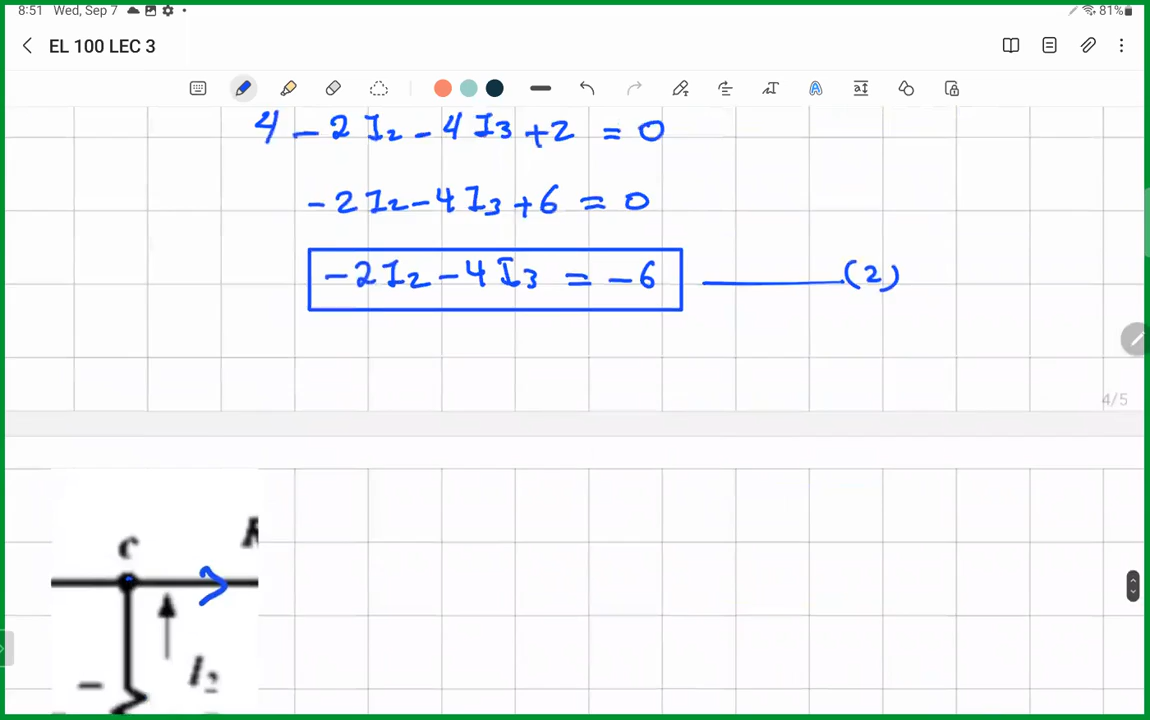 8:51 Wed, Sep 7 81%
EL 100 LEC 3
4 - 2 I2 - 4 I3 + 2 = 0
- 2 I2 - 4 I3 + 6 = 0
- 2 I2 - 4 I3 = - 6 (2)
4/5
c
R
- I2